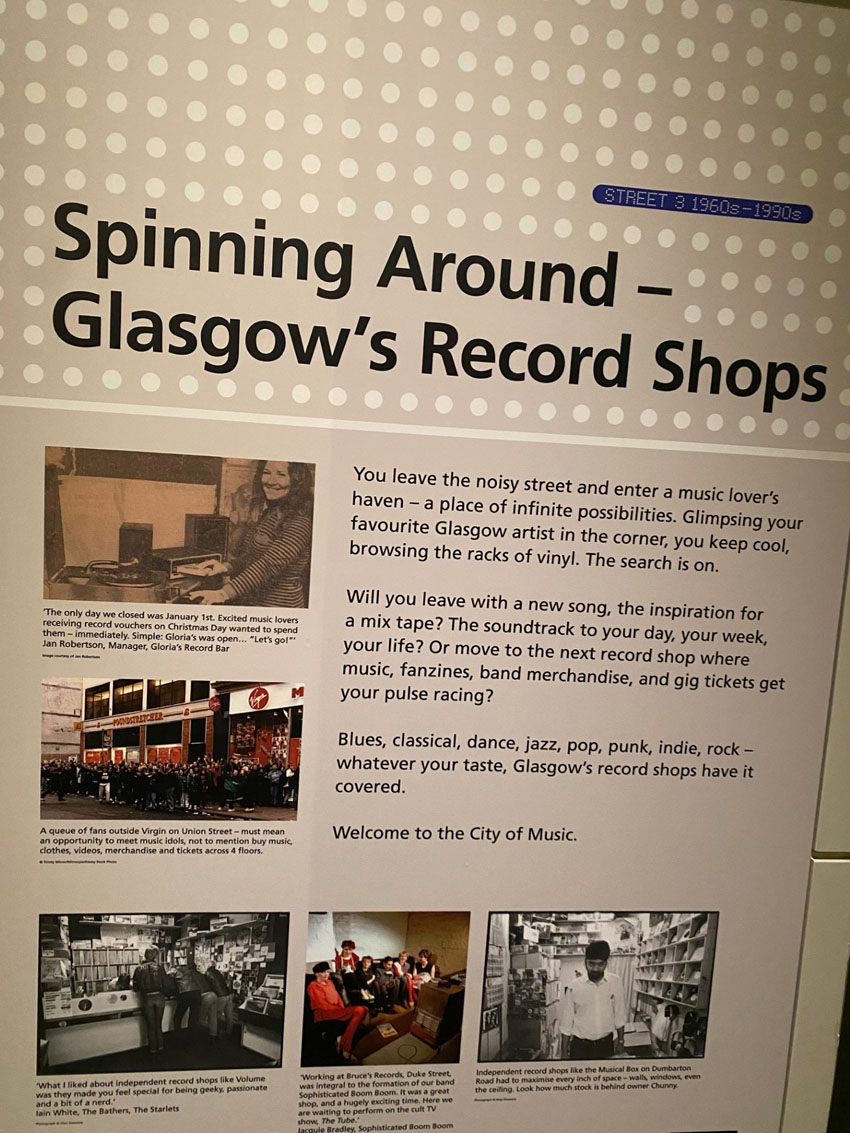 STREET 3 1960s–1990s
Spinning Around –
Glasgow's Record Shops
You leave the noisy street and enter a music lover's
haven – a place of infinite possibilities. Glimpsing your
favourite Glasgow artist in the corner, you keep cool,
browsing the racks of vinyl. The search is on.
Will you leave with a new song, the inspiration for
a mix tape? The soundtrack to your day, your week,
your life? Or move to the next record shop where
music, fanzines, band merchandise, and gig tickets get
your pulse racing?
Blues, classical, dance, jazz, pop, punk, indie, rock –
whatever your taste, Glasgow's record shops have it
covered.
Welcome to the City of Music.
'The only day we closed was January 1st. Excited music lovers
receiving record vouchers on Christmas Day wanted to spend
them – immediately. Simple: Gloria's was open... "Let's go!"'
Jan Robertson, Manager, Gloria's Record Bar
Image courtesy of Jan Robertson
POUNDSTRETCHER
Virgin
M
A queue of fans outside Virgin on Union Street – must mean
an opportunity to meet music idols, not to mention buy music,
clothes, videos, merchandise and tickets across 4 floors.
'What I liked about independent record shops like Volume
was they made you feel special for being geeky, passionate
and a bit of a nerd.'
Iain White, The Bathers, The Starlets
'Working at Bruce's Records, Duke Street,
was integral to the formation of our band
Sophisticated Boom Boom. It was a great
shop, and a hugely exciting time. Here we
are waiting to perform on the cult TV
show, The Tube.'
Jacquie Bradley, Sophisticated Boom Boom
Independent record shops like the Musical Box on Dumbarton
Road had to maximise every inch of space – walls, windows, even
the ceiling. Look how much stock is behind owner Chunny.